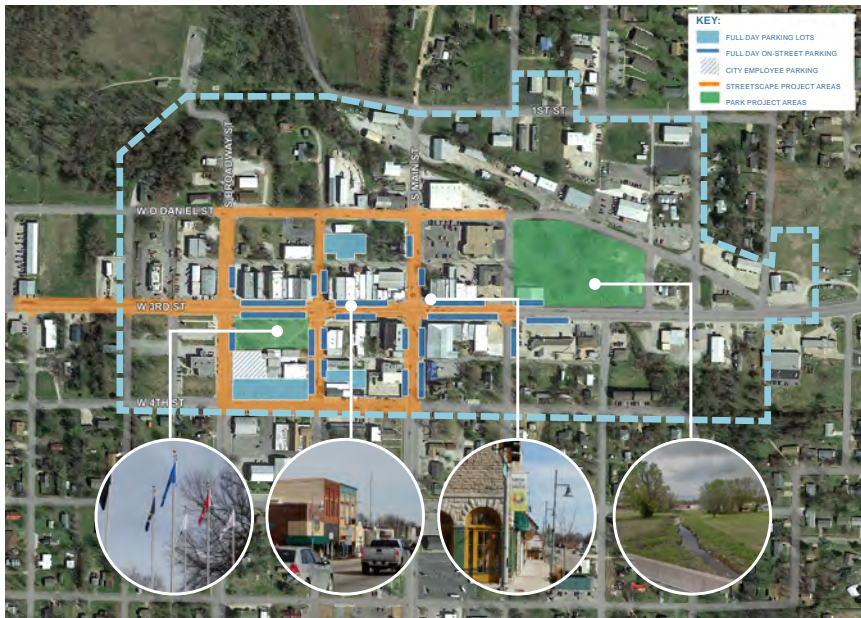 KEY:
FULL DAY PARKING LOTS
FULL DAY ON-STREET PARKING
CITY EMPLOYEE PARKING
STREETSCAPE PROJECT AREAS
PARK PROJECT AREAS
1ST ST
S BROADWAY ST
S MAIN ST
W O DANIEL ST
W 3RD ST
W 4TH ST